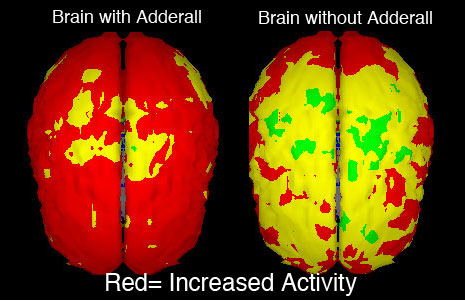 Brain with Adderall
Brain without Adderall
Red= Increased Activity